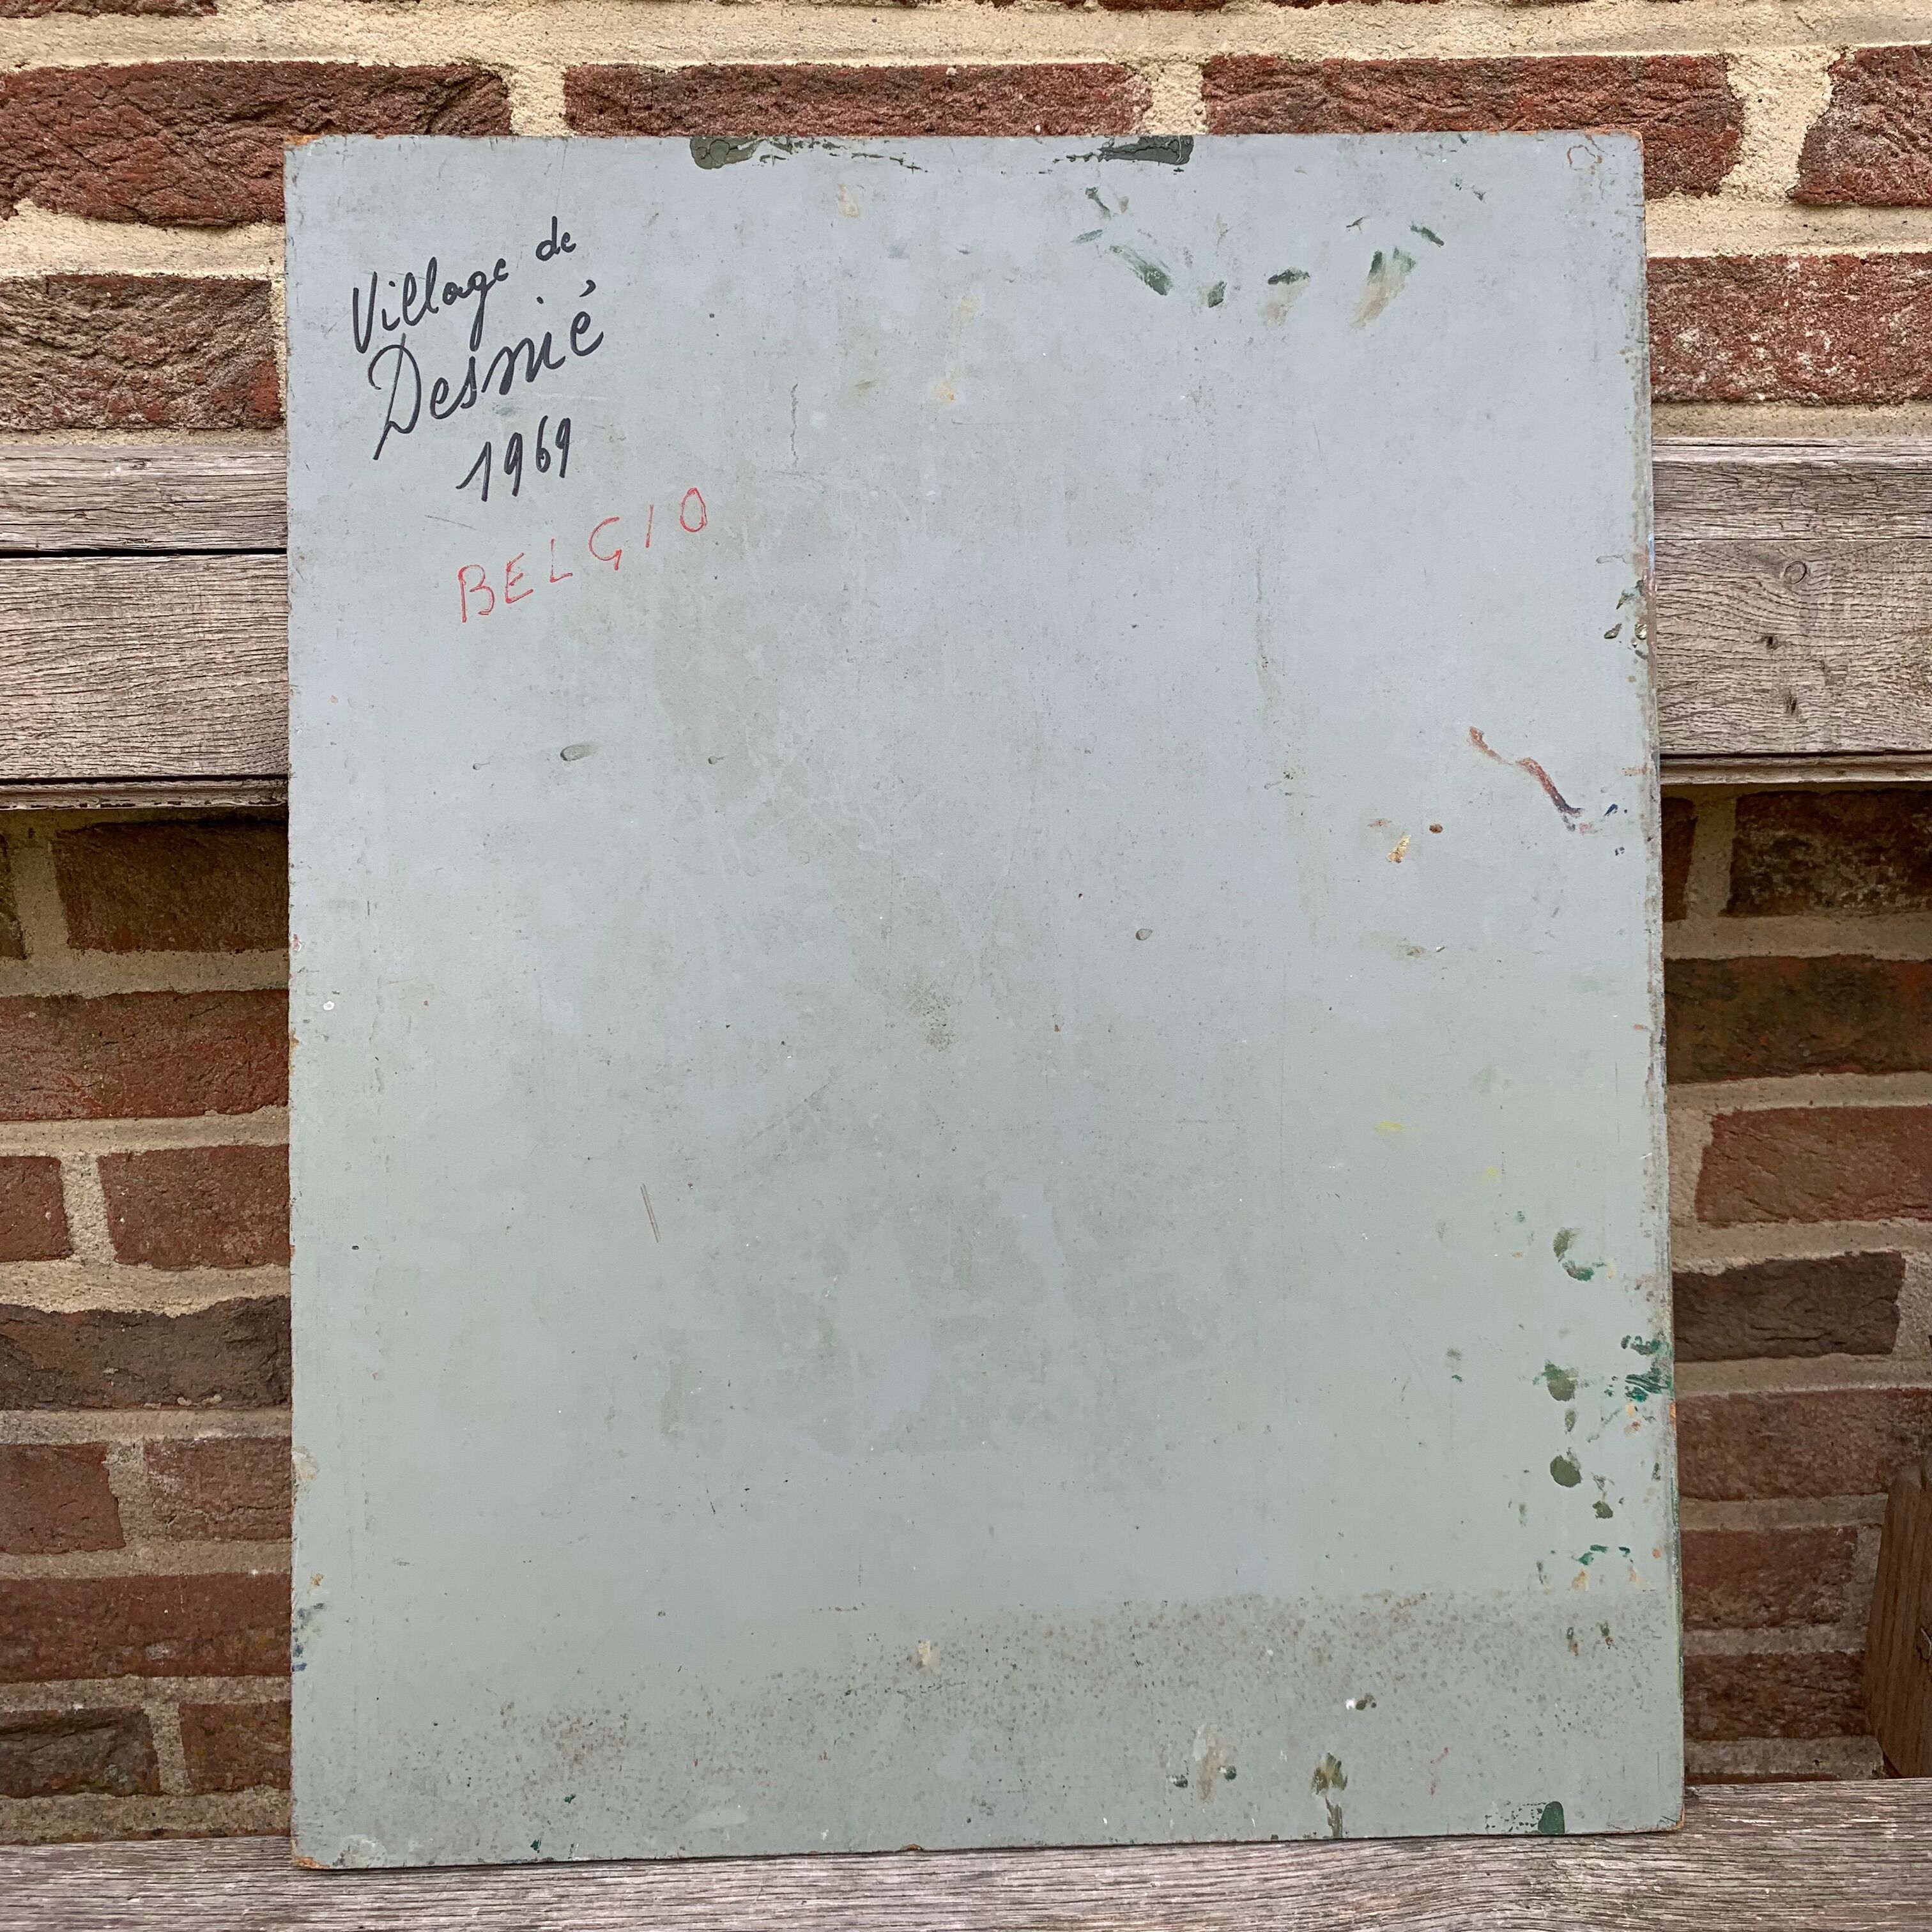 Village de
Desnié
1969
BELGIO